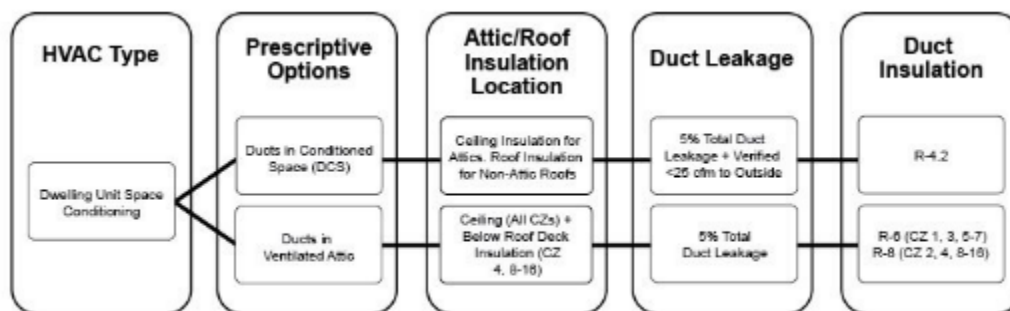 HVAC Type
Dwelling Unit Space
Conditioning
Prescriptive
Options
Ducts in Conditioned
Space (DCS)
Ducts in
Ventilated Attic
Attic/Roof
Insulation
Location
Ceiling Insulation for
Attics. Roof Insulation
for Non-Attic Roofs
Ceiling (All CZs) +
Below Roof Deck
Insulation (CZ
4, 8-16)
Duct Leakage
5% Total Duct
Leakage + Verified
<25 cfm to Outside
5% Total
Duct Leakage
Duct
Insulation
R-4.2
R-6 (CZ 1, 3, 5-7)
R-8 (CZ 2, 4, 8-16)